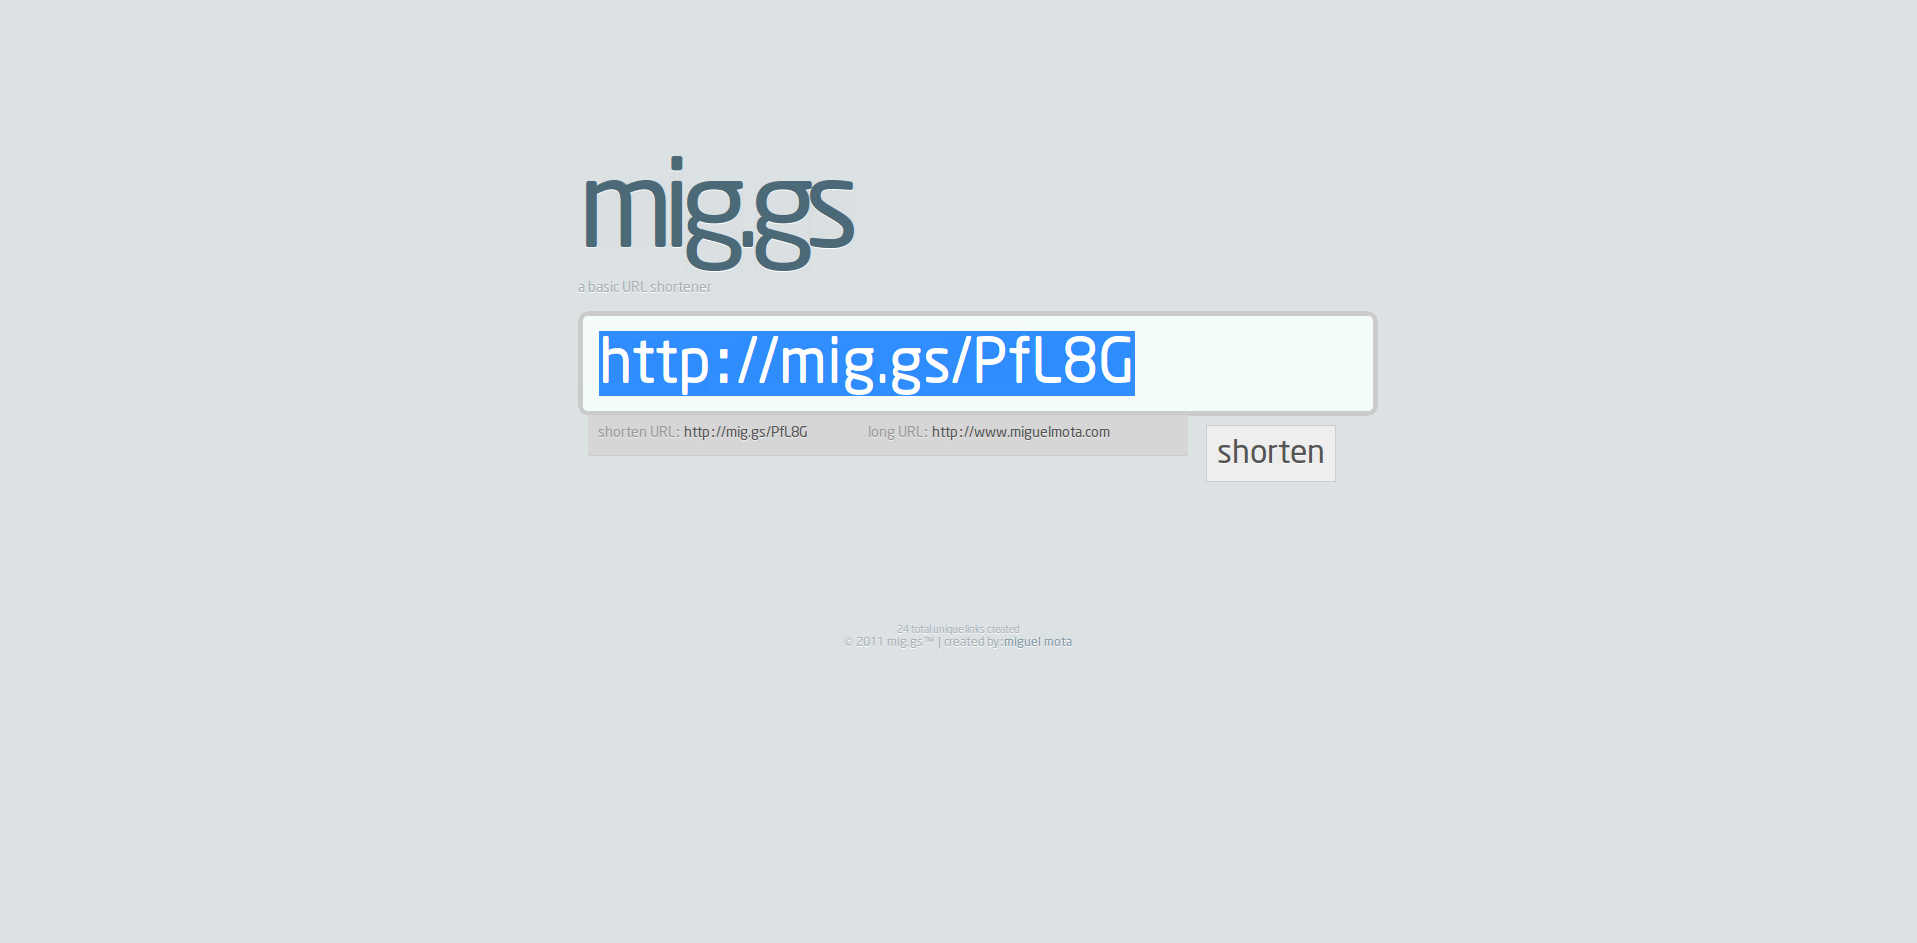 mig.gs
a basic URL shortener
http://mig.gs/PfL8G
shorten URL: http://mig.gs/PfL8G long URL: http://www.miguelmota.com
shorten
24 total unique links created
© 2011 mig.gs™ | created by:miguel mota